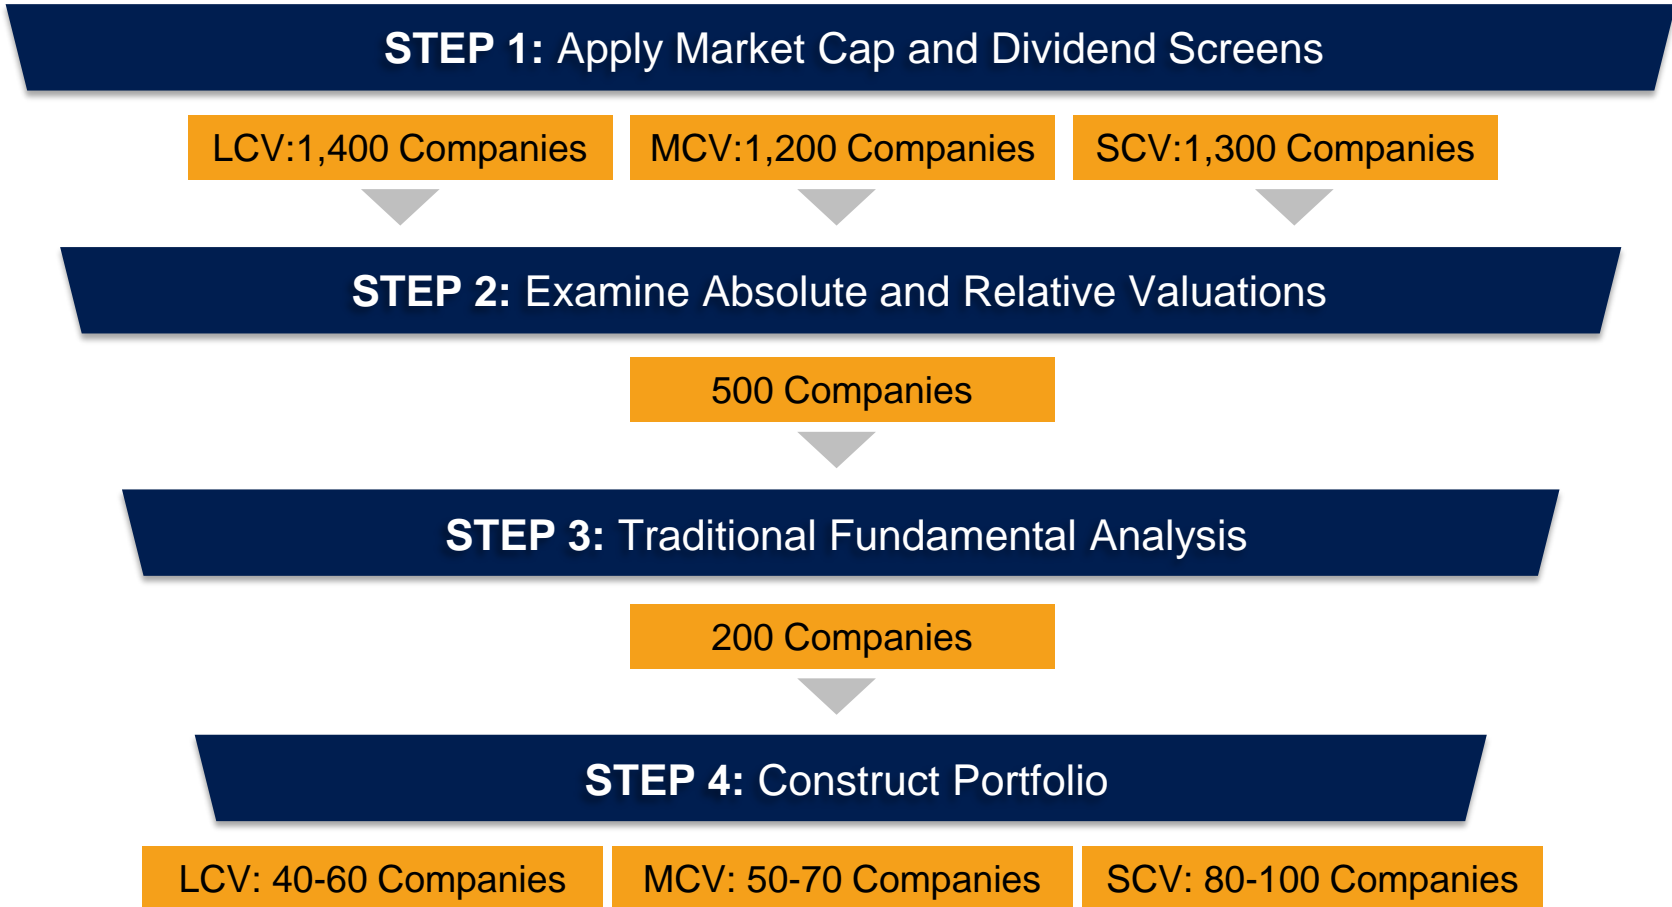 STEP 1: Apply Market Cap and Dividend Screens
LCV:1,400 Companies
MCV:1,200 Companies
SCV:1,300 Companies
STEP 2: Examine Absolute and Relative Valuations
500 Companies
STEP 3: Traditional Fundamental Analysis
200 Companies
STEP 4: Construct Portfolio
LCV: 40-60 Companies
MCV: 50-70 Companies
SCV: 80-100 Companies